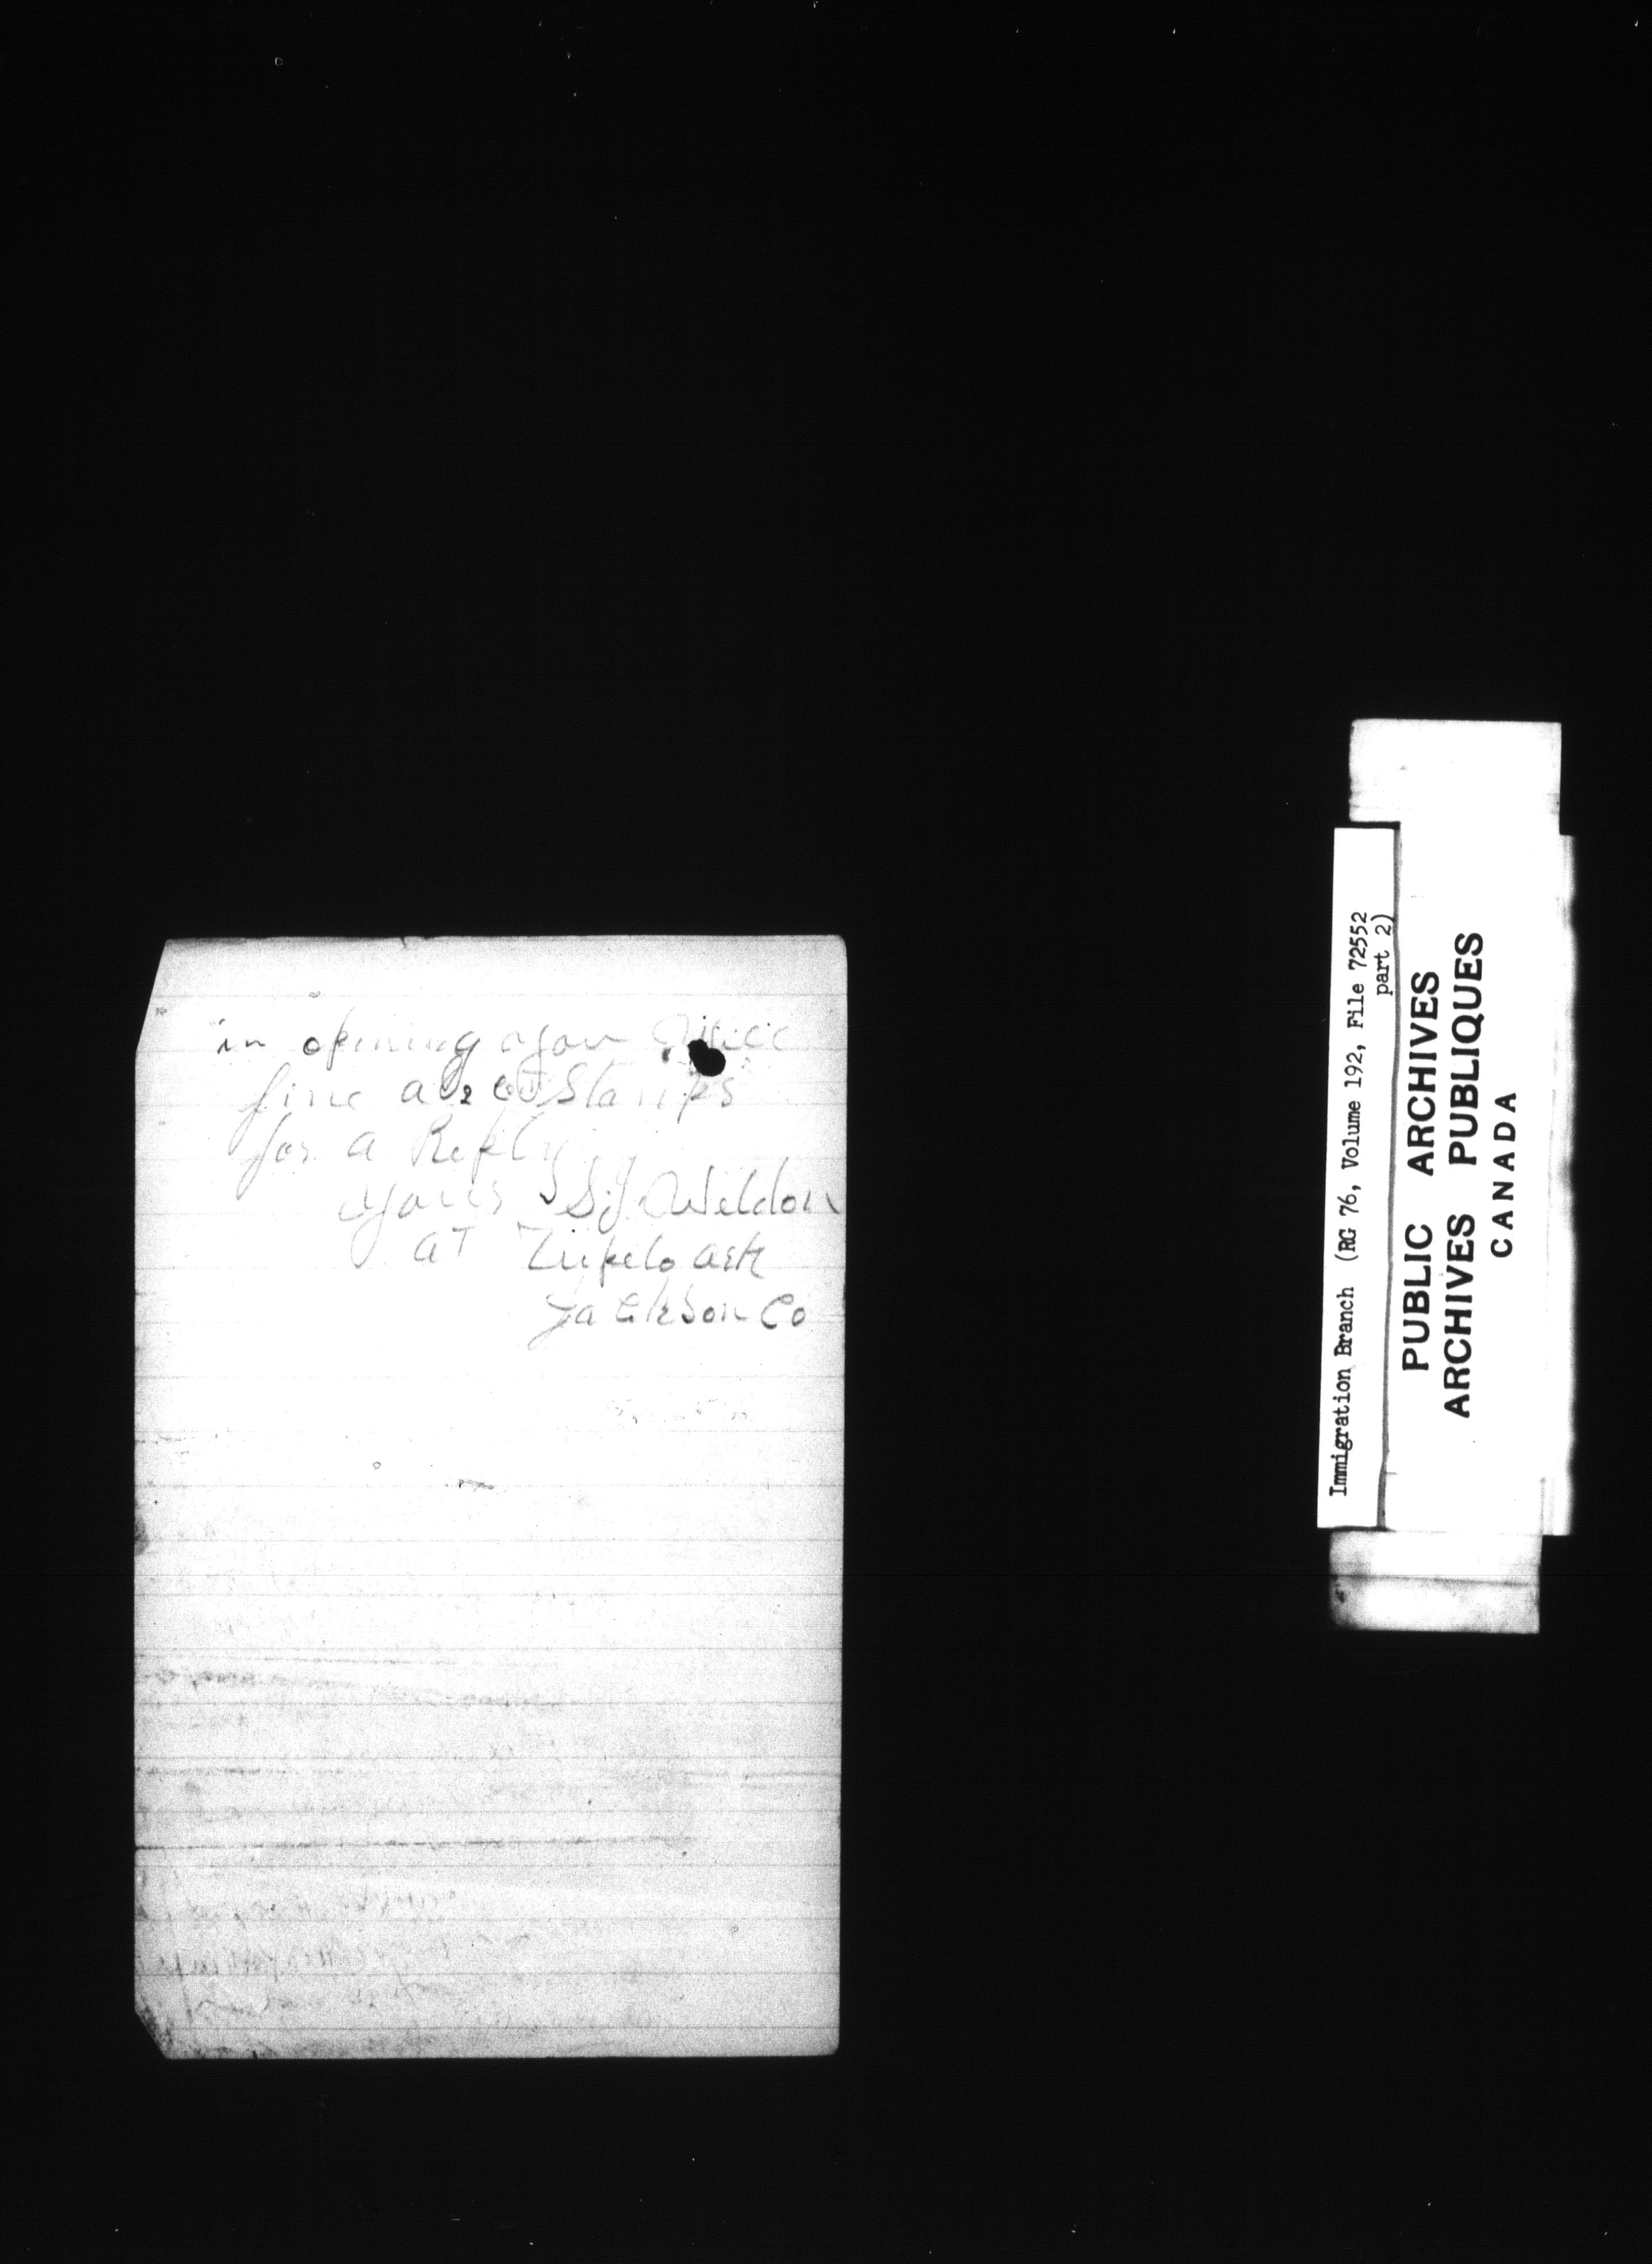 in opening you will
fine a 2 ct Stamps
for a Reply
yours S.J. Weldon
at Tupelo ark
Jackson Co
Immigration Branch (RG 76, Volume 192, File 72552
part 2)
PUBLIC ARCHIVES
ARCHIVES PUBLIQUES
CANADA